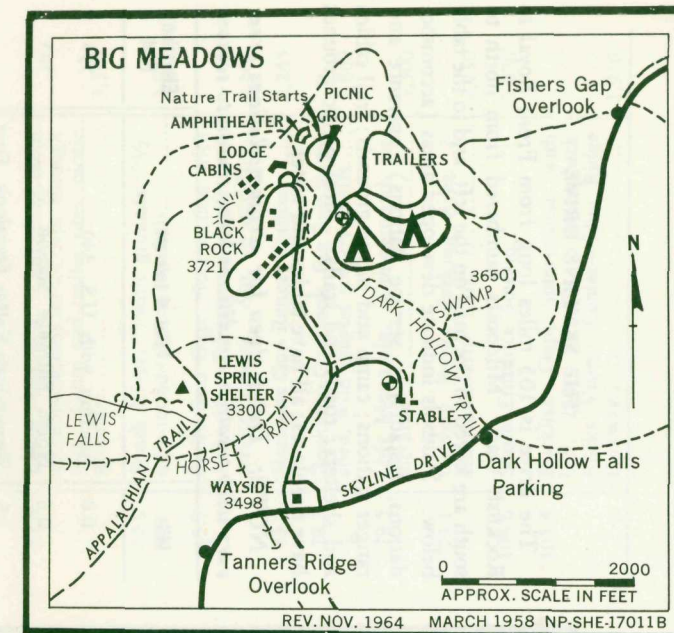 BIG MEADOWS
Nature Trail Starts
AMPHITHEATER
PICNIC
GROUNDS
LODGE
CABINS
TRAILERS
Fishers Gap
Overlook
BLACK
ROCK
3721
3650
SWAMP
DARK HOLLOW TRAIL
N
LEWIS
SPRING
SHELTER
3300
LEWIS
FALLS
APPALACHIAN TRAIL
HORSE TRAIL
STABLE
WAYSIDE
3498
SKYLINE DRIVE
Dark Hollow Falls
Parking
Tanners Ridge
Overlook
0 2000
APPROX. SCALE IN FEET
REV. NOV. 1964 MARCH 1958 NP-SHE-17011B